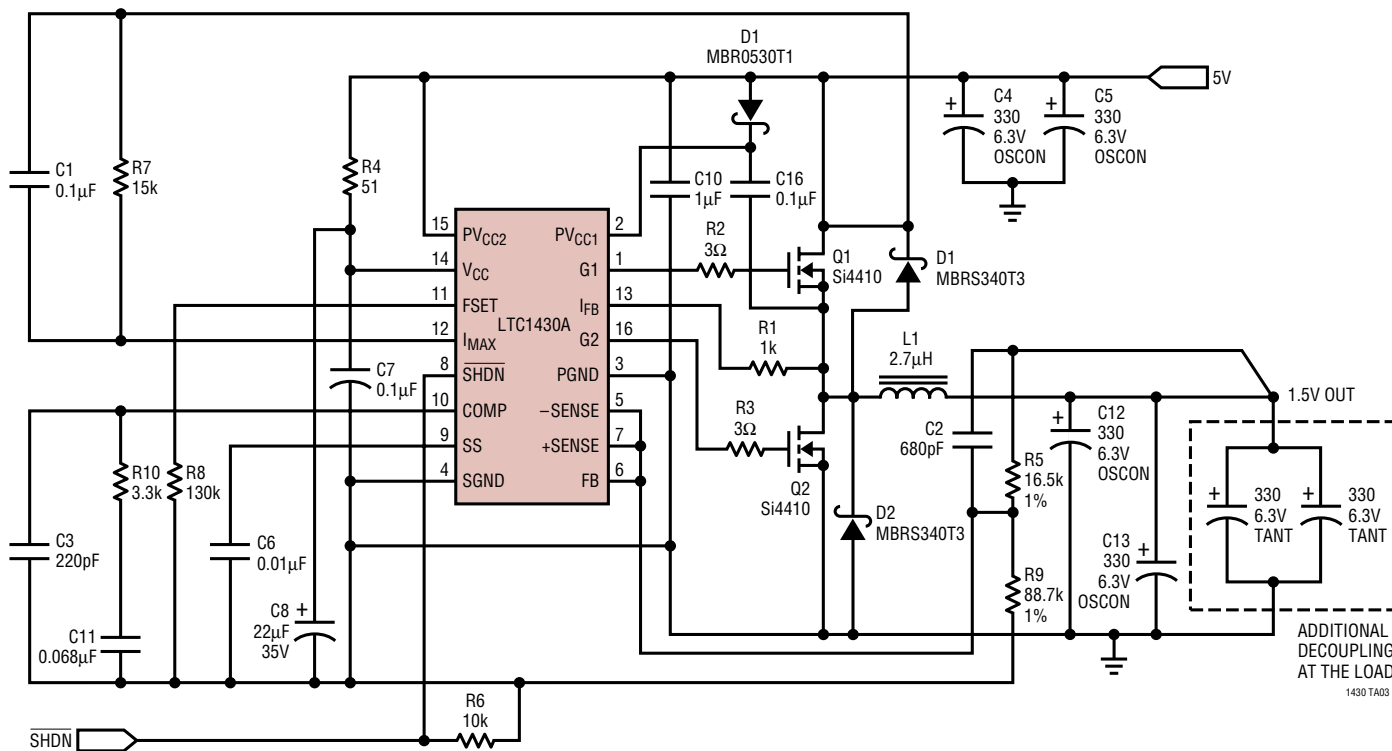 D1
MBR0530T1
5V
C4
330
6.3V
OSCON
+
C5
330
6.3V
OSCON
+
C1
0.1µF
R7
15k
R4
51
C10
1µF
C16
0.1µF
R2
3Ω
Q1
Si4410
D1
MBRS340T3
15
PVCC2
14
VCC
11
FSET
12
IMAX
8
SHDN
10
COMP
9
SS
4
SGND
LTC1430A
2
PVCC1
1
G1
13
IFB
16
G2
3
PGND
5
–SENSE
7
+SENSE
6
FB
R1
1k
L1
2.7µH
C7
0.1µF
R3
3Ω
Q2
Si4410
C2
680pF
R5
16.5k
1%
1.5V OUT
C12
330
6.3V
OSCON
+
R10
3.3k
R8
130k
D2
MBRS340T3
330
6.3V
TANT
+
330
6.3V
TANT
+
C3
220pF
C6
0.01µF
C13
330
6.3V
OSCON
+
R9
88.7k
1%
C11
0.068µF
C8
22µF
35V
+
ADDITIONAL
DECOUPLING
AT THE LOAD
1430 TA03
R6
10k
SHDN